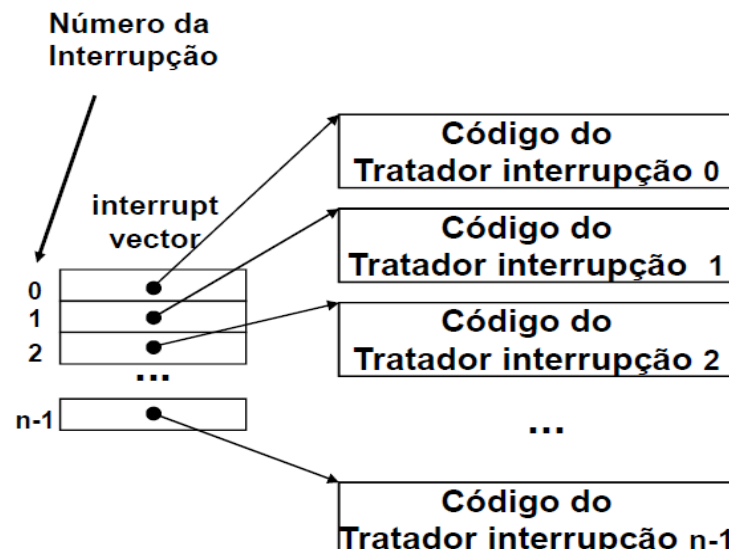 Número da
Interrupção
interrupt
vector
0
1
2
...
n-1
Código do
Tratador interrupção 0
Código do
Tratador interrupção 1
Código do
Tratador interrupção 2
...
Código do
Tratador interrupção n-1